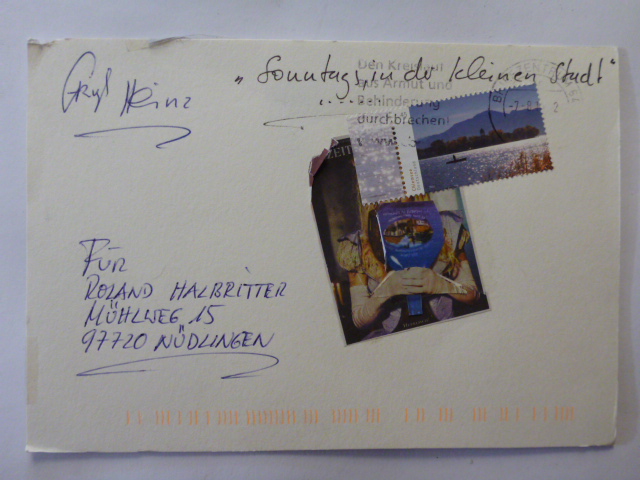 „Sonntags, in der kleinen Stadt"
Heinz
Den Kreislauf
aus Armut und
Behinderung
durchbrechen!
ZEIT
FÜR
ROLAND HALBRITTER
MÜHLWEG 15
97720 NÜDLINGEN